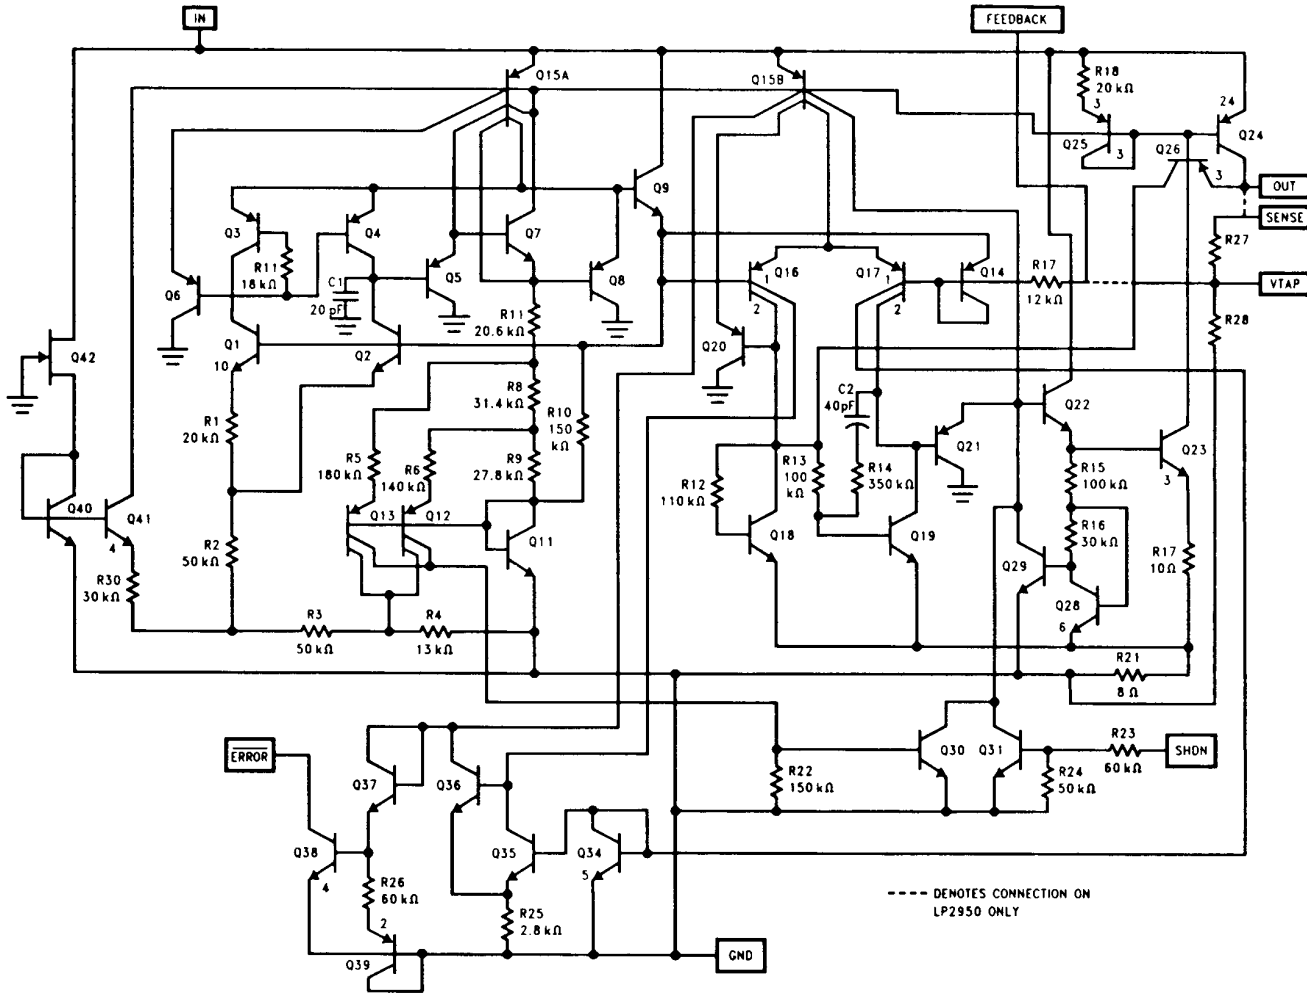 IN
FEEDBACK
Q15A
Q15B
R18
20 kΩ
3
Q25
3
24
Q24
Q26
3
OUT
SENSE
Q9
Q3
Q4
Q7
R11
18 kΩ
Q6
C1
20 pF
Q5
Q8
Q16
1
2
Q17
1
2
Q14
R17
12 kΩ
R27
VTAP
R28
R11
20.6 kΩ
Q42
Q1
10
Q2
Q20
R8
31.4 kΩ
R10
150
kΩ
C2
40 pF
Q22
R1
20 kΩ
R5
180 kΩ
R6
140 kΩ
R9
27.8 kΩ
Q21
Q23
3
R12
110 kΩ
R13
100
kΩ
R14
350 kΩ
R15
100 kΩ
Q40
Q41
4
Q13
Q12
Q11
Q18
Q19
R16
30 kΩ
R2
50 kΩ
R30
30 kΩ
Q29
R17
10 Ω
Q28
6
R3
50 kΩ
R4
13 kΩ
R21
8 Ω
ERROR
Q37
Q36
Q30
Q31
R23
60 kΩ
SHDN
R22
150 kΩ
R24
50 kΩ
Q38
4
Q35
Q34
5
R26
60 kΩ
R25
2.8 kΩ
2
Q39
GND
---- DENOTES CONNECTION ON
LP2950 ONLY